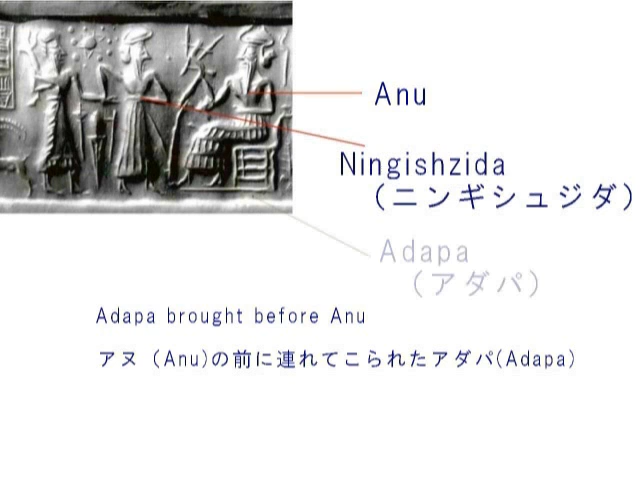 Anu
Ningishzida
(ニンギシュジダ)
Adapa
(アダパ)
Adapa brought before Anu
アヌ (Anu)の前に連れてこられたアダパ(Adapa)